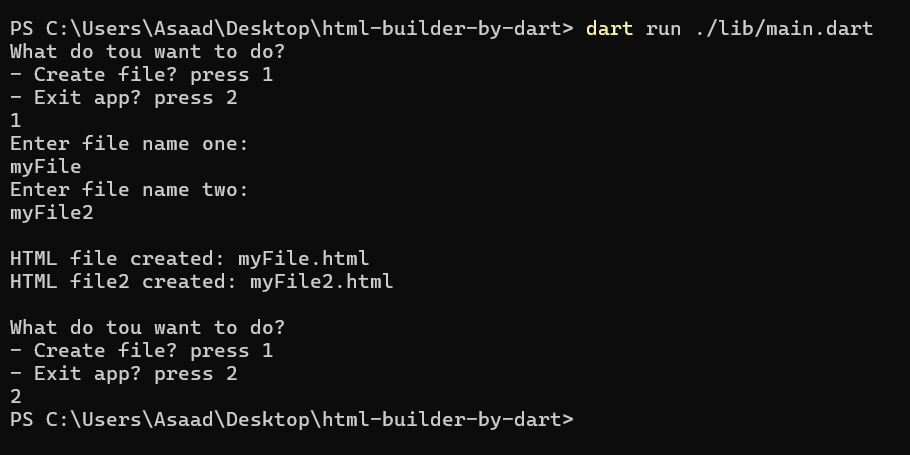 PS C:\Users\Asaad\Desktop\html-builder-by-dart> dart run ./lib/main.dart
What do tou want to do?
- Create file? press 1
- Exit app? press 2
1
Enter file name one:
myFile
Enter file name two:
myFile2
HTML file created: myFile.html
HTML file2 created: myFile2.html
What do tou want to do?
- Create file? press 1
- Exit app? press 2
2
PS C:\Users\Asaad\Desktop\html-builder-by-dart>